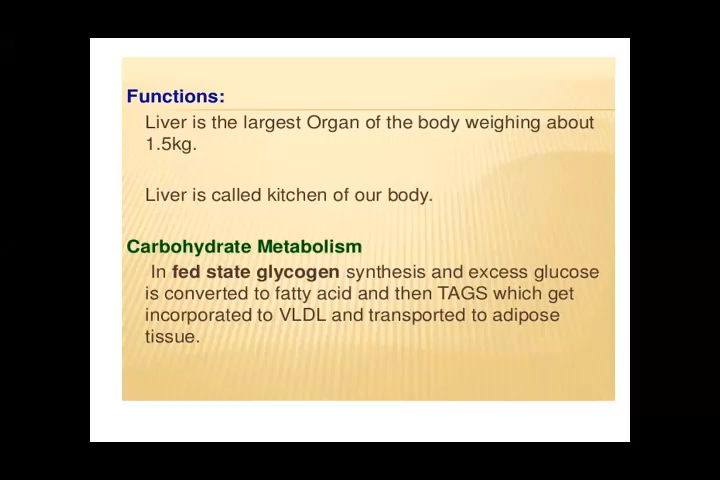 Functions:
Liver is the largest Organ of the body weighing about
1.5kg.
Liver is called kitchen of our body.
Carbohydrate Metabolism
In fed state glycogen synthesis and excess glucose
is converted to fatty acid and then TAGS which get
incorporated to VLDL and transported to adipose
tissue.